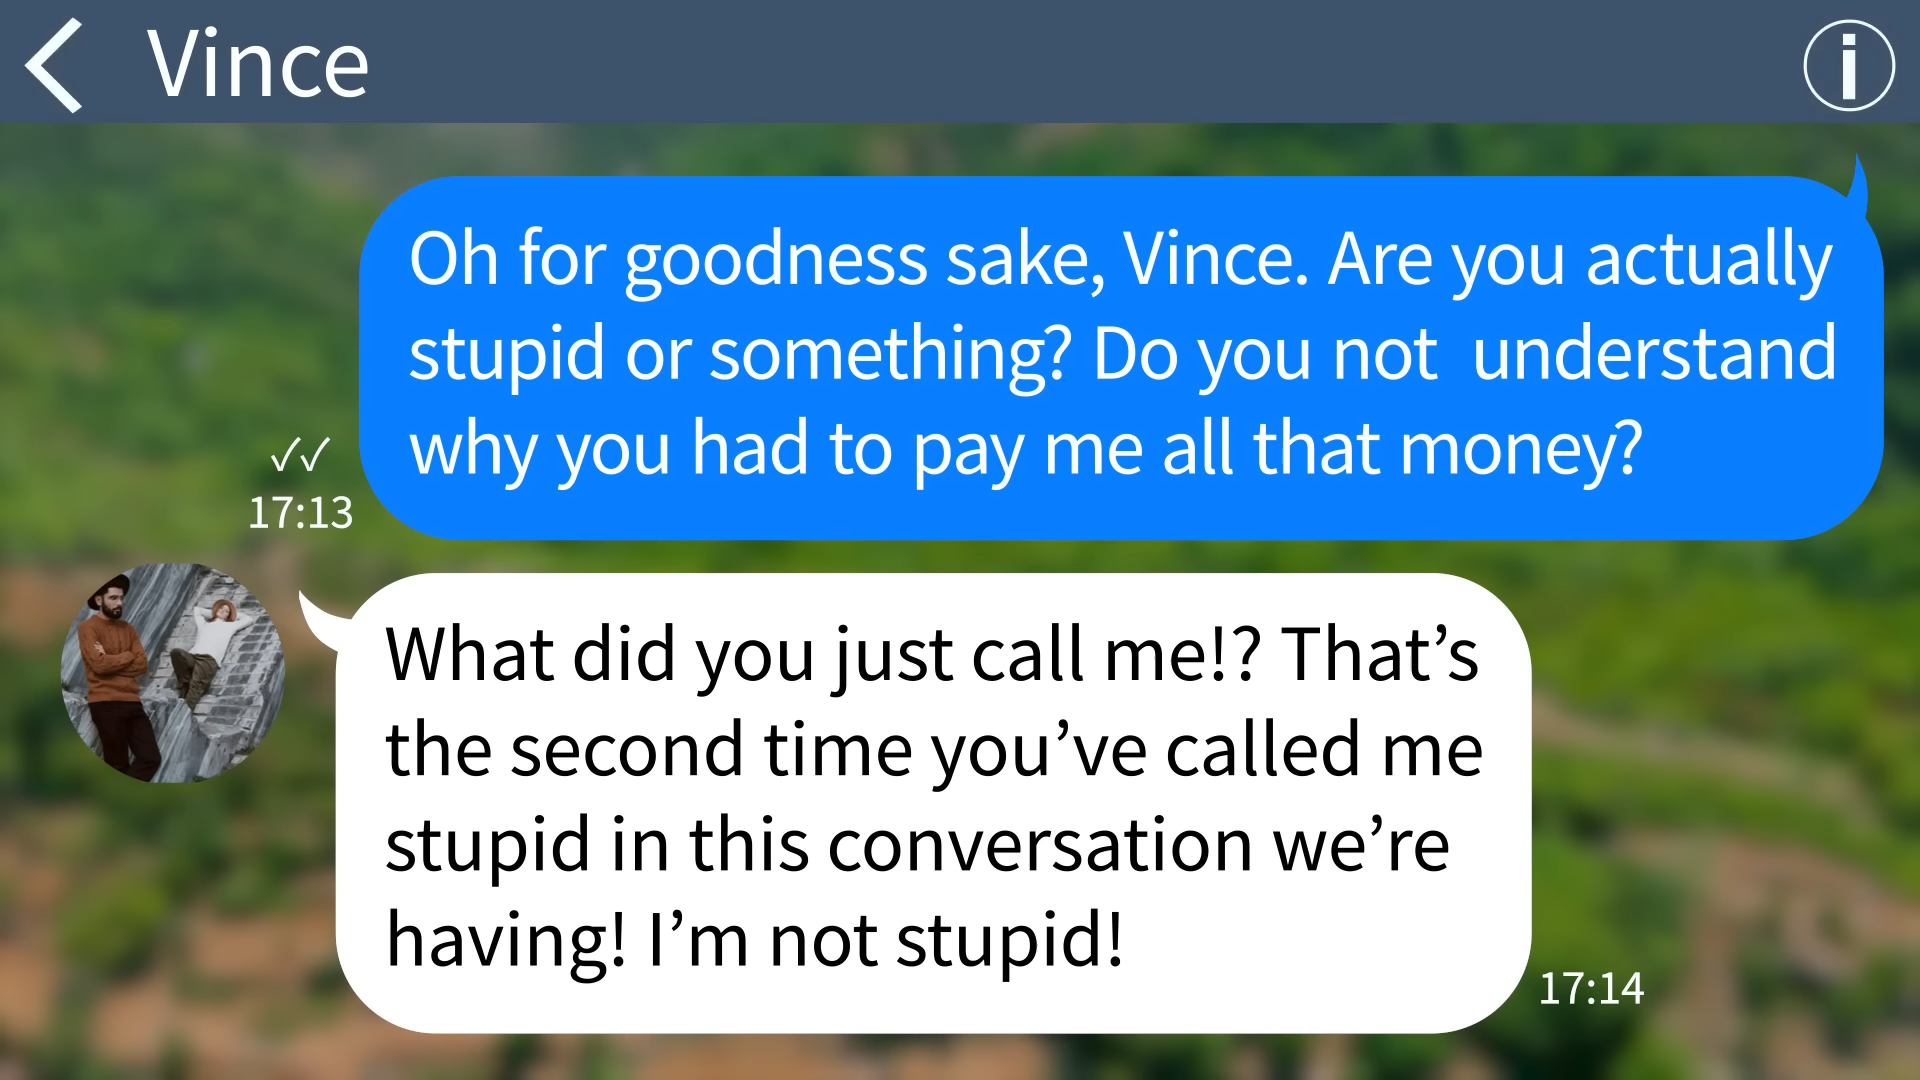 Vince
Oh for goodness sake, Vince. Are you actually
stupid or something? Do you not  understand
why you had to pay me all that money?
✓✓
17:13
What did you just call me!? That’s
the second time you’ve called me
stupid in this conversation we’re
having! I’m not stupid!
17:14